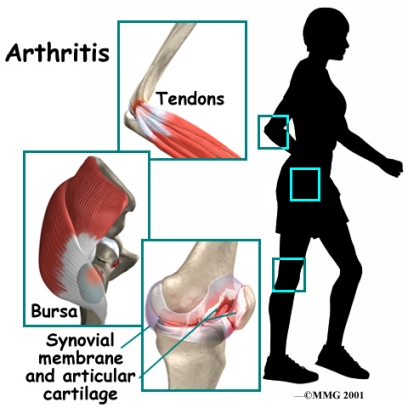 Arthritis
Tendons
Bursa
Synovial
membrane
and articular
cartilage
—©MMG 2001